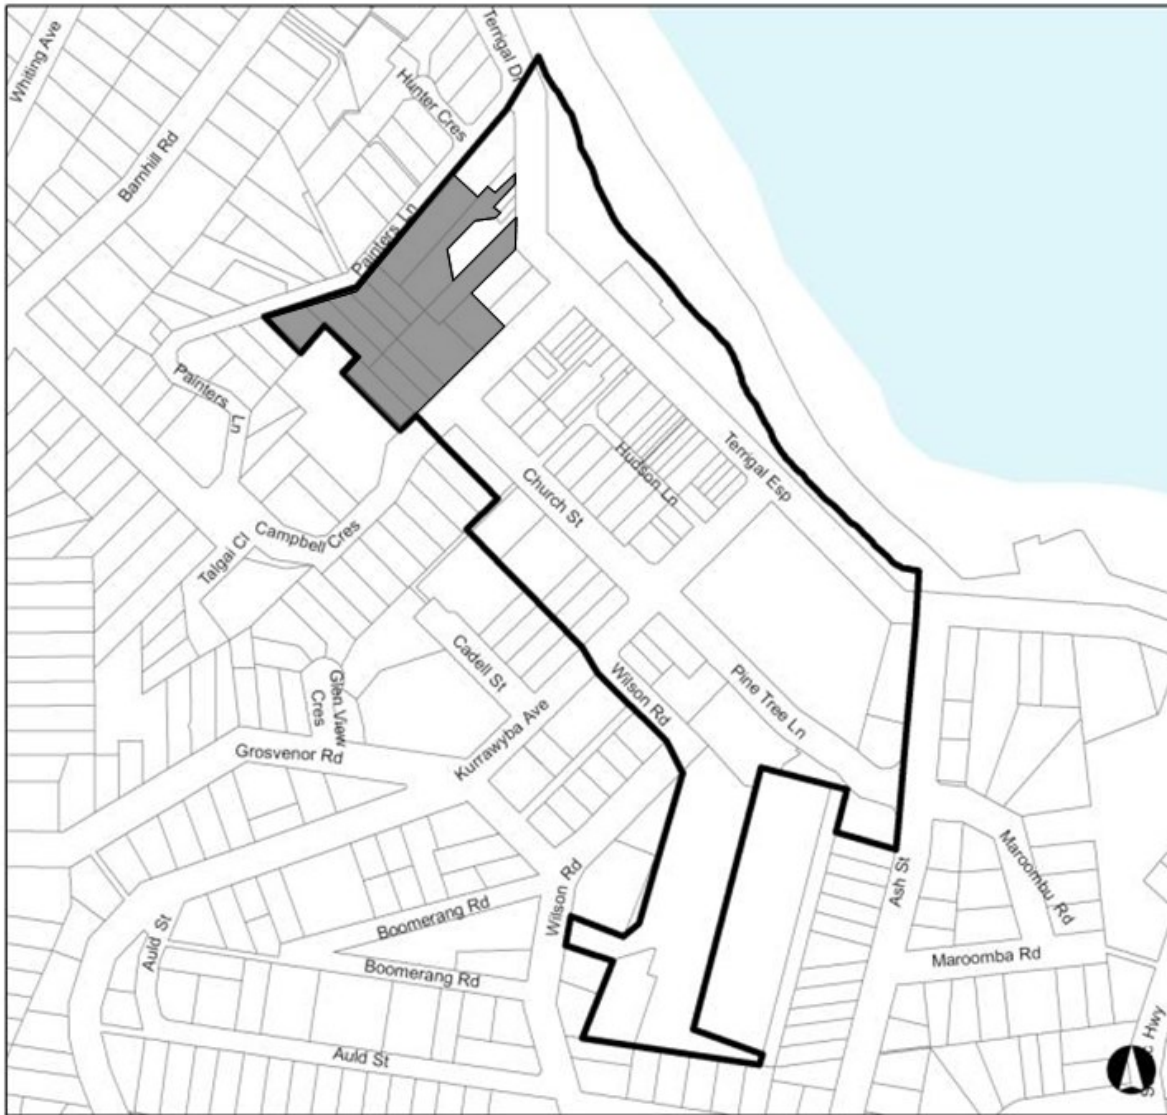 Whiting Ave
Terrigal Dr
Hunter Cres
Barnhill Rd
Painters Ln
Painters
Ln
Terrigal Esp
Hudson Ln
Church St
Campbell Cres
Talgai Cl
Cadell St
Glen View
Cres
Wilson Rd
Pine Tree Ln
Kurrawyba Ave
Grosvenor Rd
Maroombu Rd
Ash St
Wilson Rd
Boomerang Rd
Auld St
Maroomba Rd
Boomerang Rd
Auld St
Hwy